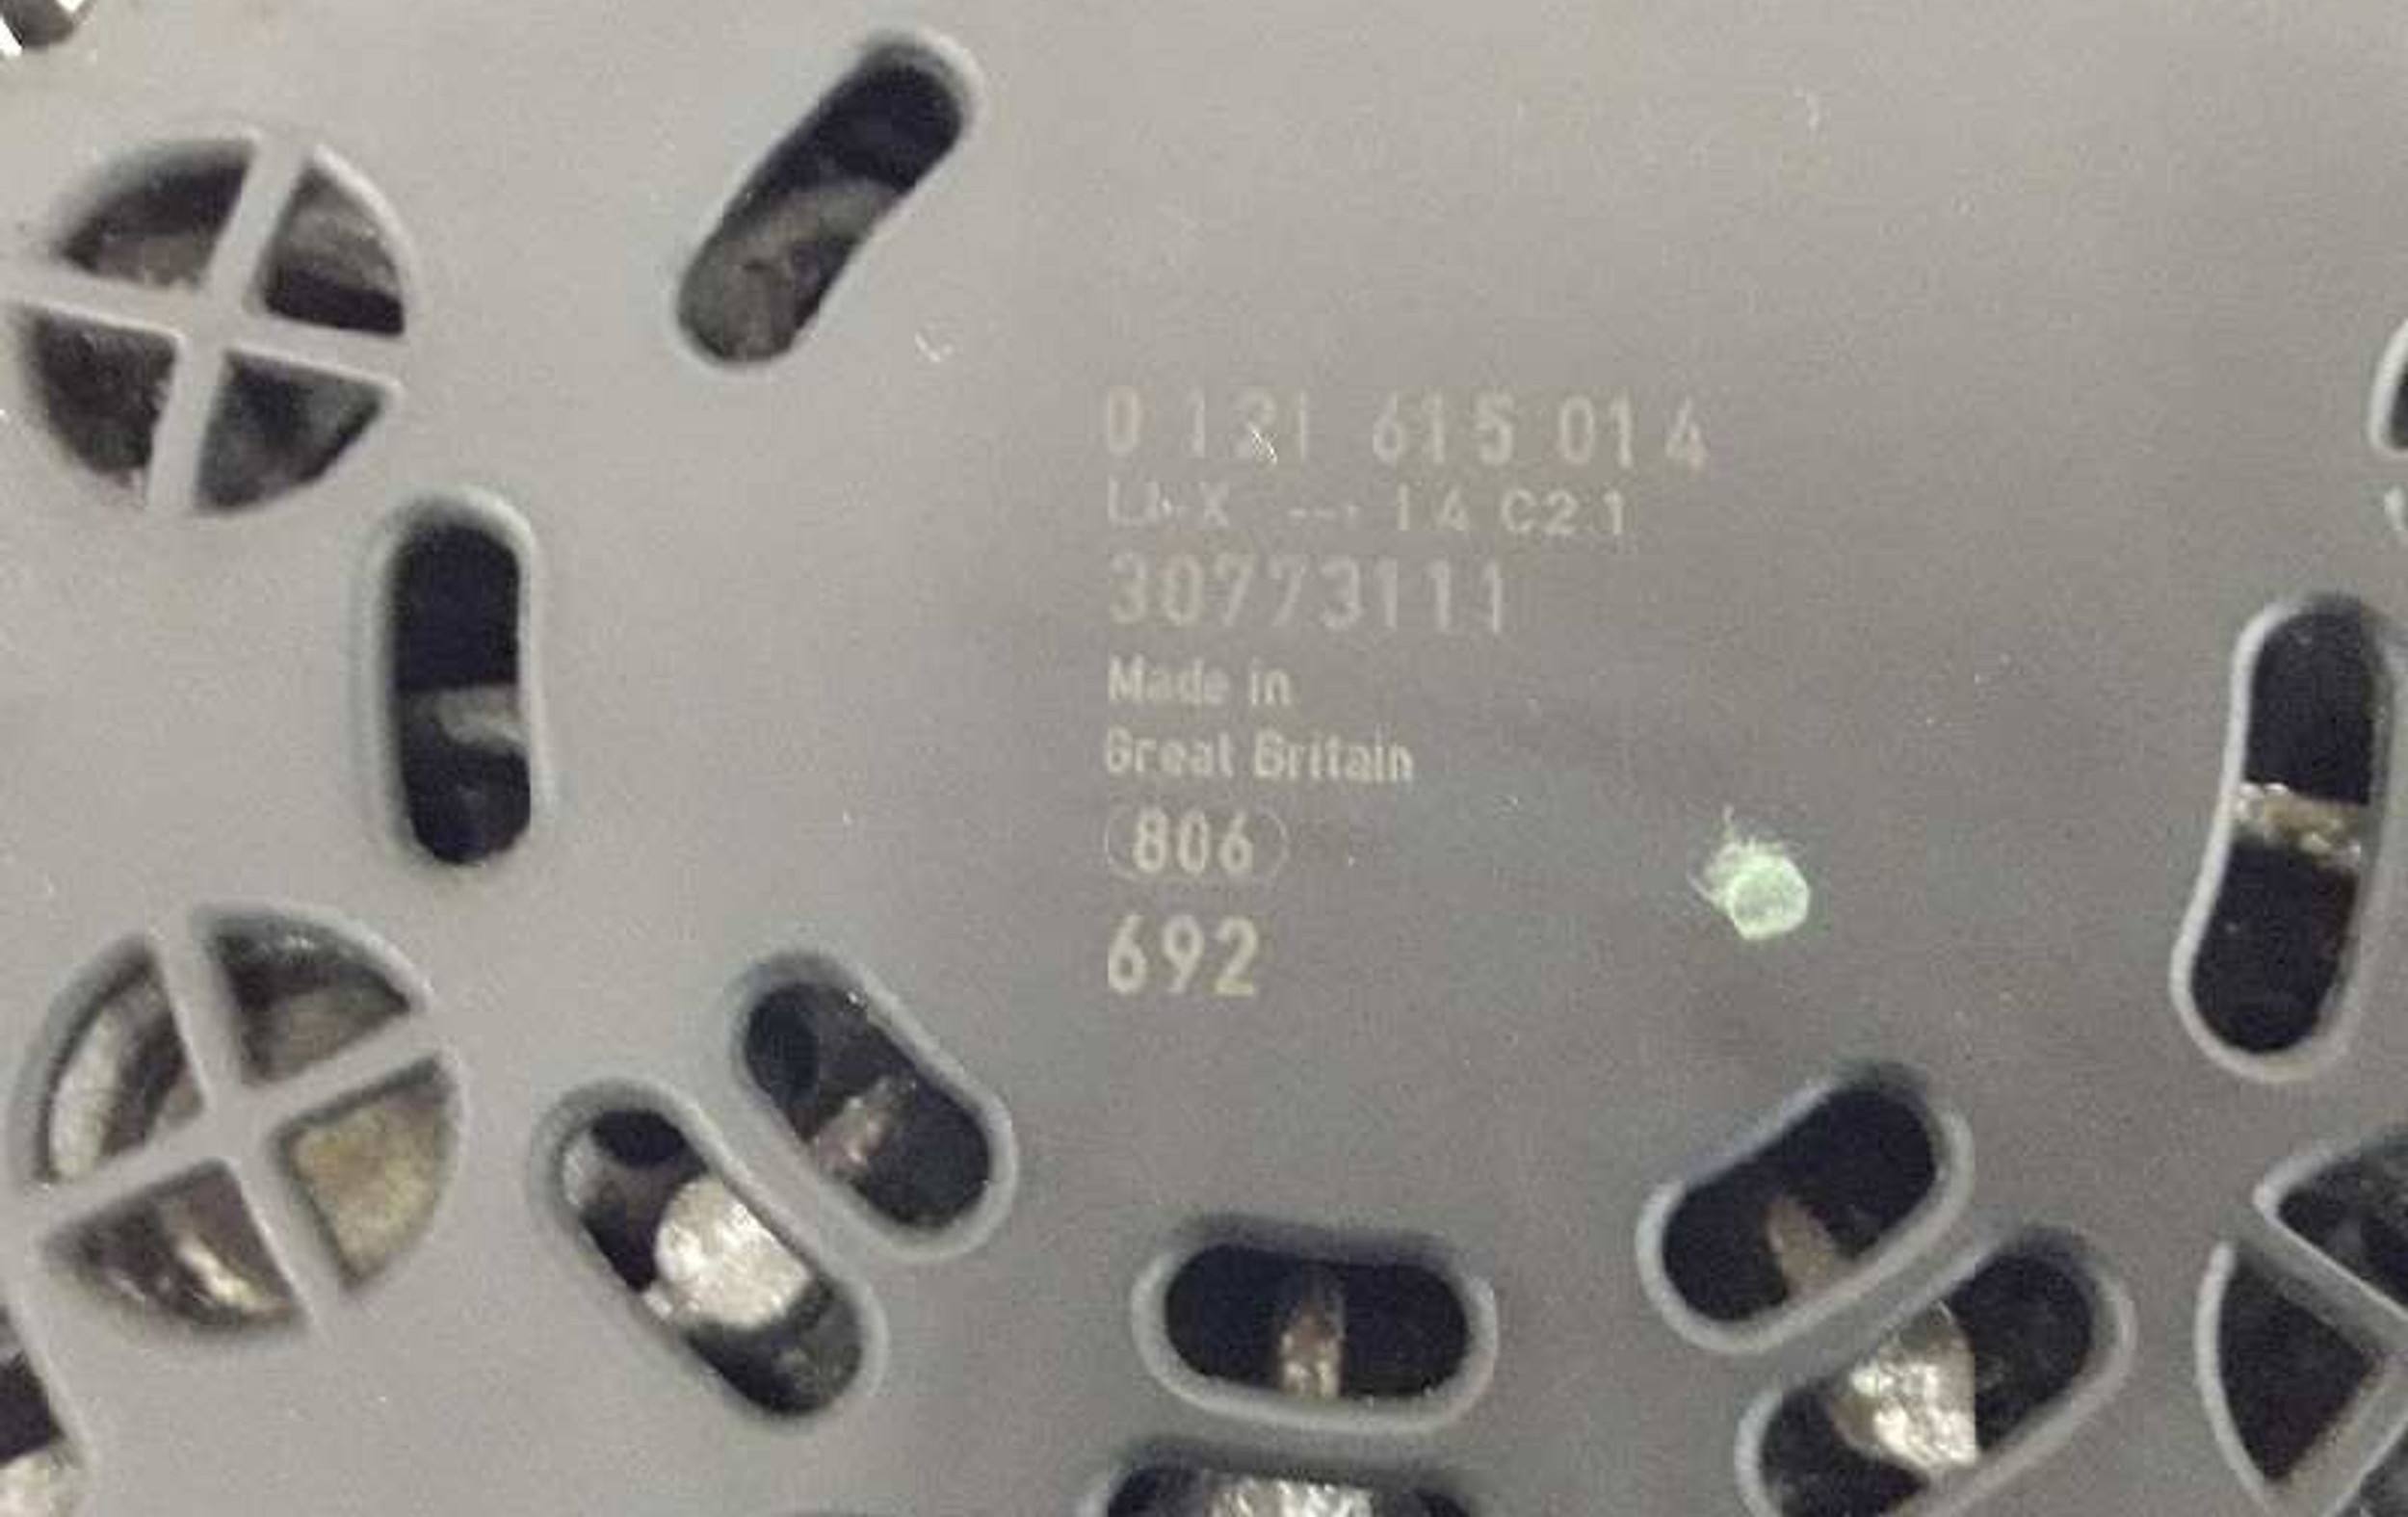 0 121 615 014
14 C21
30773111
Made in
Great Britain
806
692